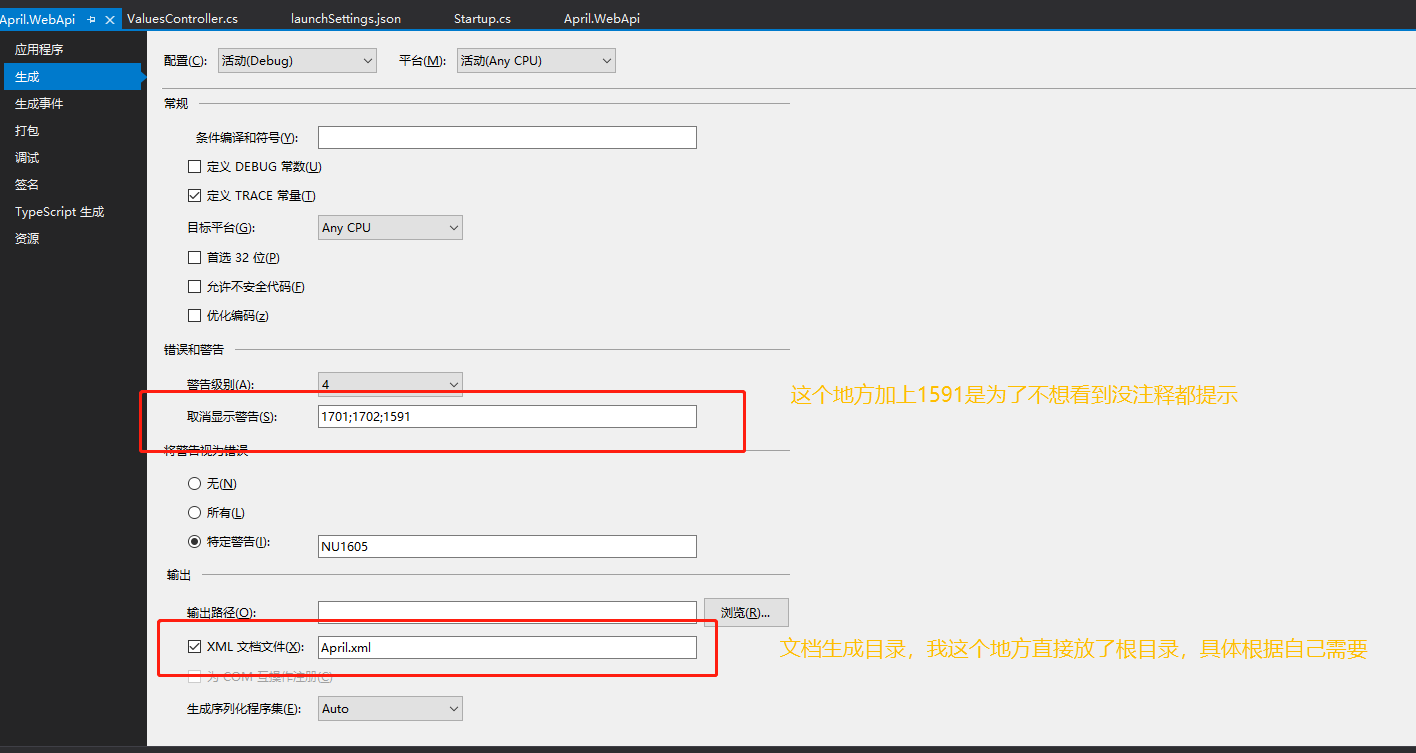 April.WebApi ValuesController.cs launchSettings.json Startup.cs April.WebApi
应用程序
生成
生成事件
打包
调试
签名
TypeScript 生成
资源
配置(C): 活动(Debug) 平台(M): 活动(Any CPU)
常规
条件编译和符号(Y):
定义 DEBUG 常数(U)
定义 TRACE 常量(T)
目标平台(G): Any CPU
首选 32 位(P)
允许不安全代码(F)
优化编码(z)
错误和警告
警告级别(A): 4
取消显示警告(S): 1701;1702;1591
这个地方加上1591是为了不想看到没注释都提示
将警告视为错误
无(N)
所有(L)
特定警告(I): NU1605
输出
输出路径(O): 浏览(R)...
XML 文档文件(X): April.xml
文档生成目录，我这个地方直接放了根目录，具体根据自己需要
为 COM 互操作注册(C)
生成序列化程序集(E): Auto